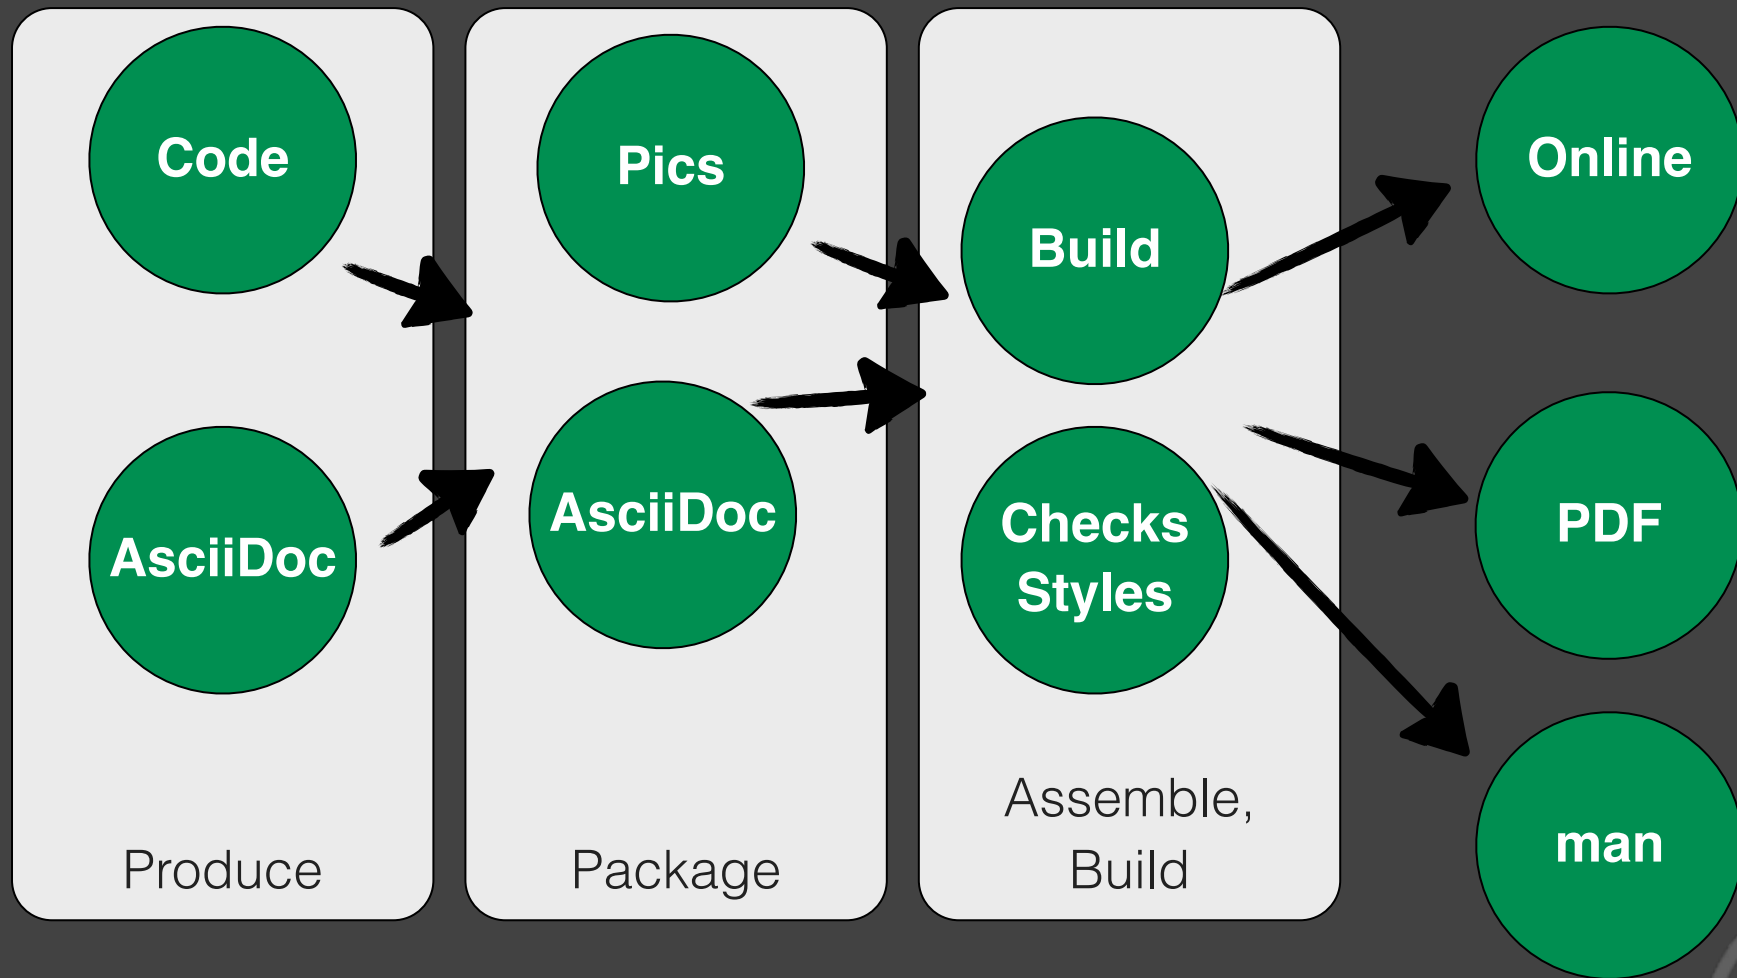 Code
AsciiDoc
Produce
Pics
AsciiDoc
Package
Build
Checks
Styles
Assemble,
Build
Online
PDF
man